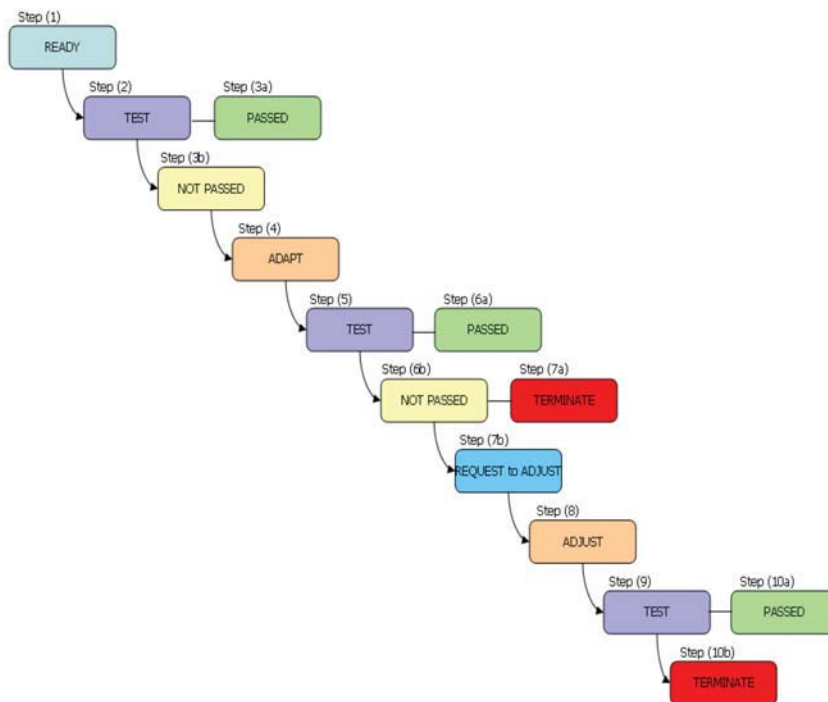 Step (1)
READY
Step (2)
Step (3a)
TEST
PASSED
Step (3b)
NOT PASSED
Step (4)
ADAPT
Step (5)
Step (6a)
TEST
PASSED
Step (6b)
Step (7a)
NOT PASSED
TERMINATE
Step (7b)
REQUEST to ADJUST
Step (8)
ADJUST
Step (9)
Step (10a)
TEST
PASSED
Step (10b)
TERMINATE